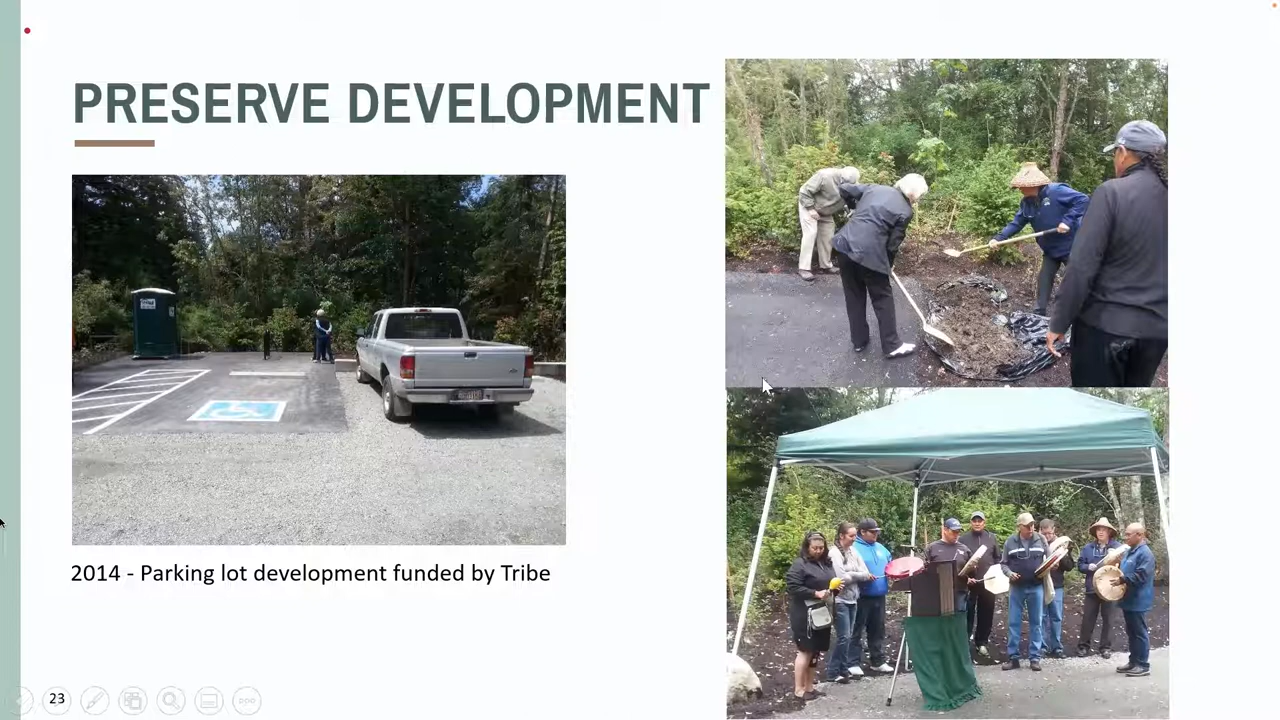 PRESERVE DEVELOPMENT
2014 - Parking lot development funded by Tribe
23